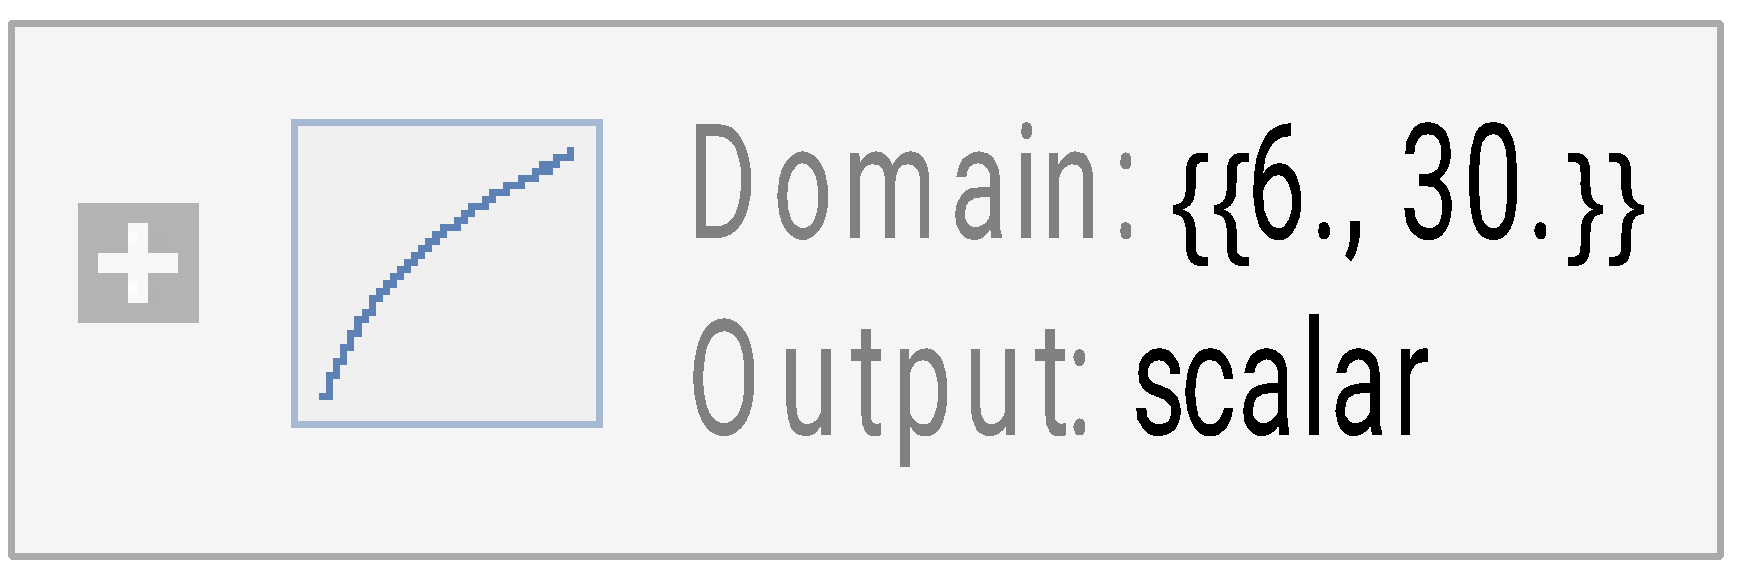 Domain: {{6., 30.}}
Output: scalar